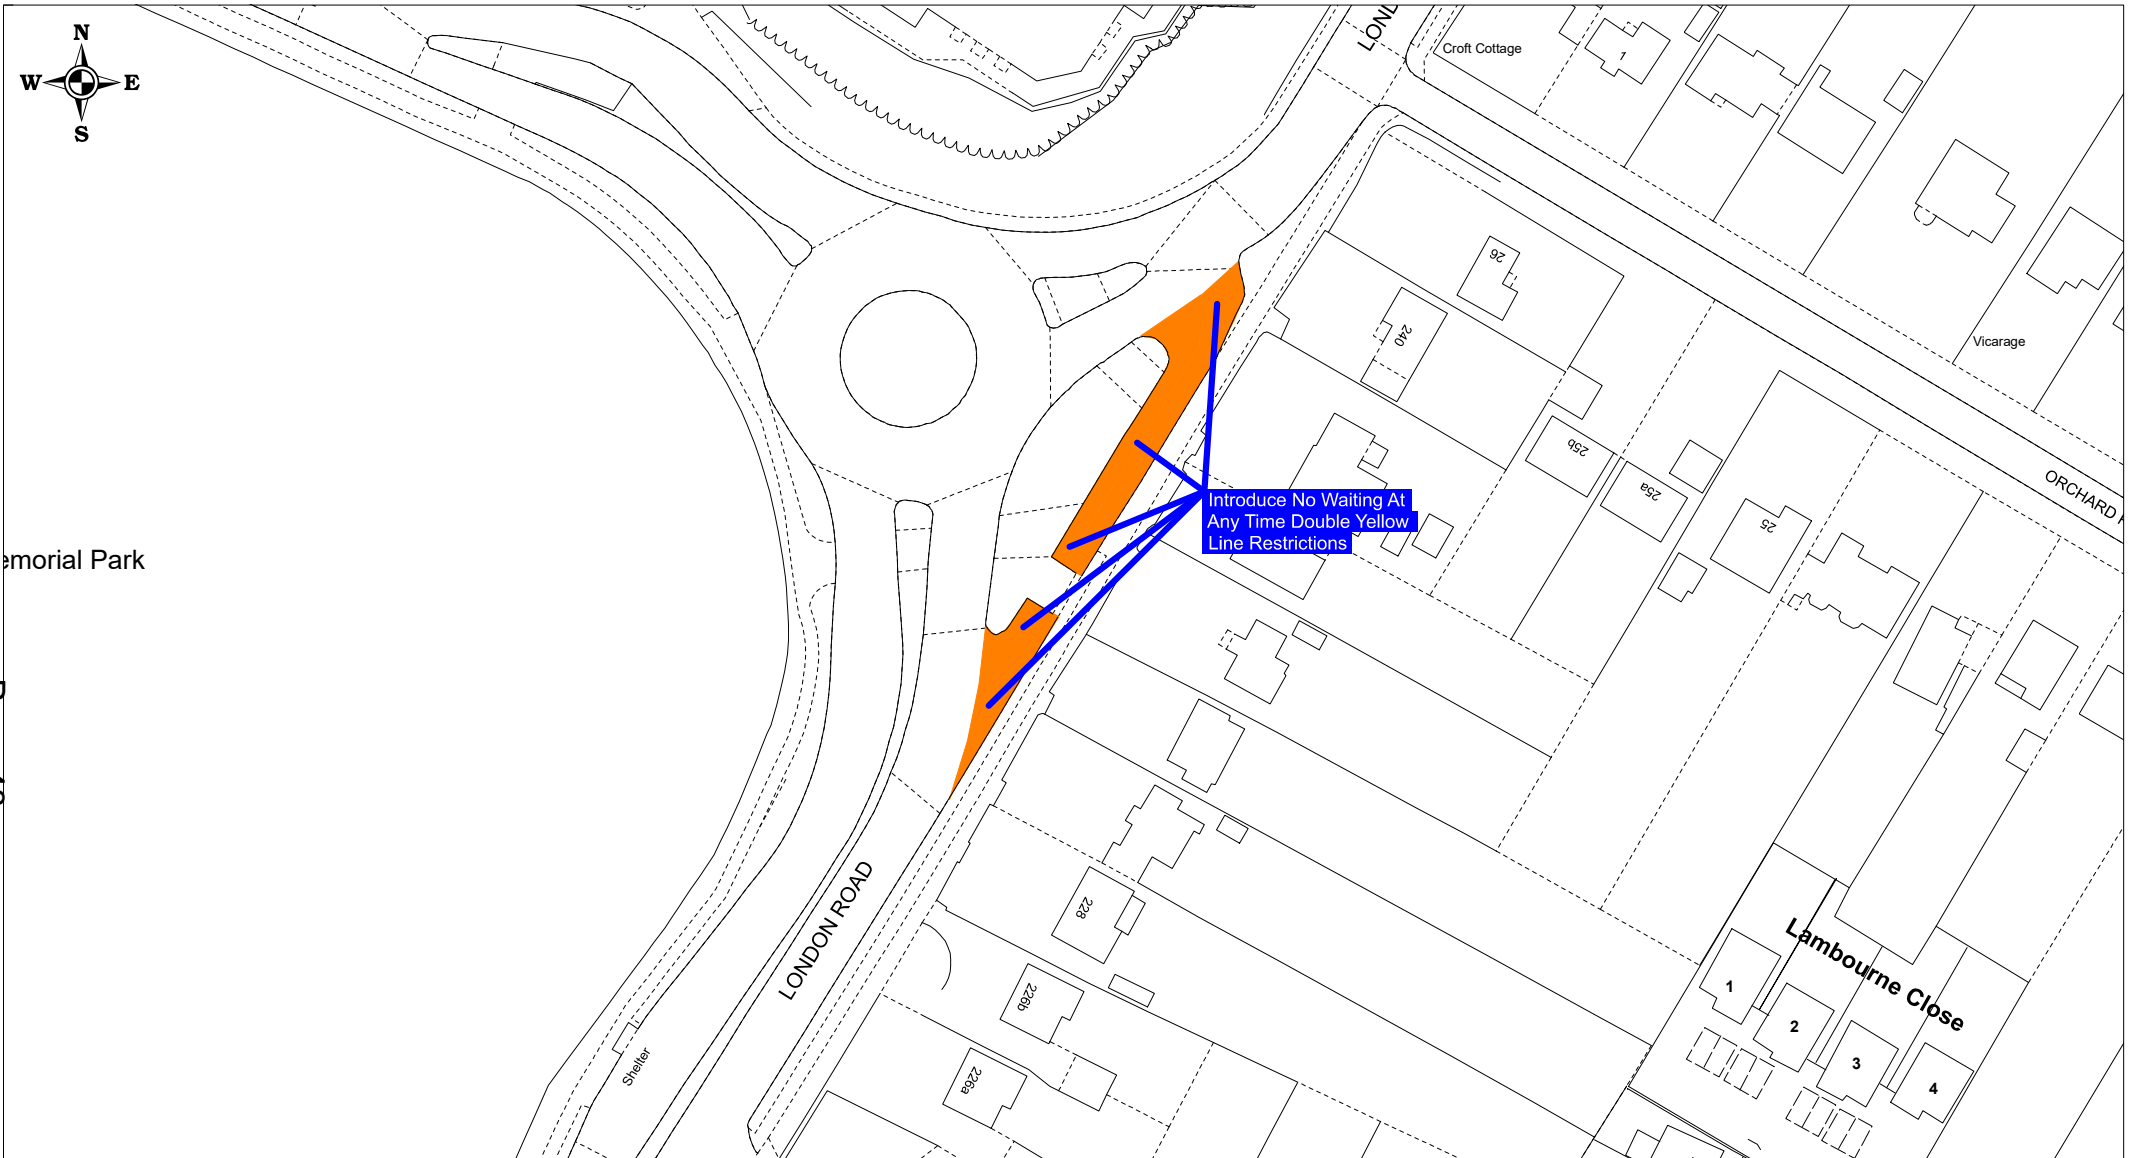 N
W E
S
LOND
Croft Cottage
1
26
240
Vicarage
25b
25a
25
ORCHARD
Introduce No Waiting At
Any Time Double Yellow
Line Restrictions
emorial Park
LONDON ROAD
228
226b
226a
Shelter
Lambourne Close
1
2
3
4